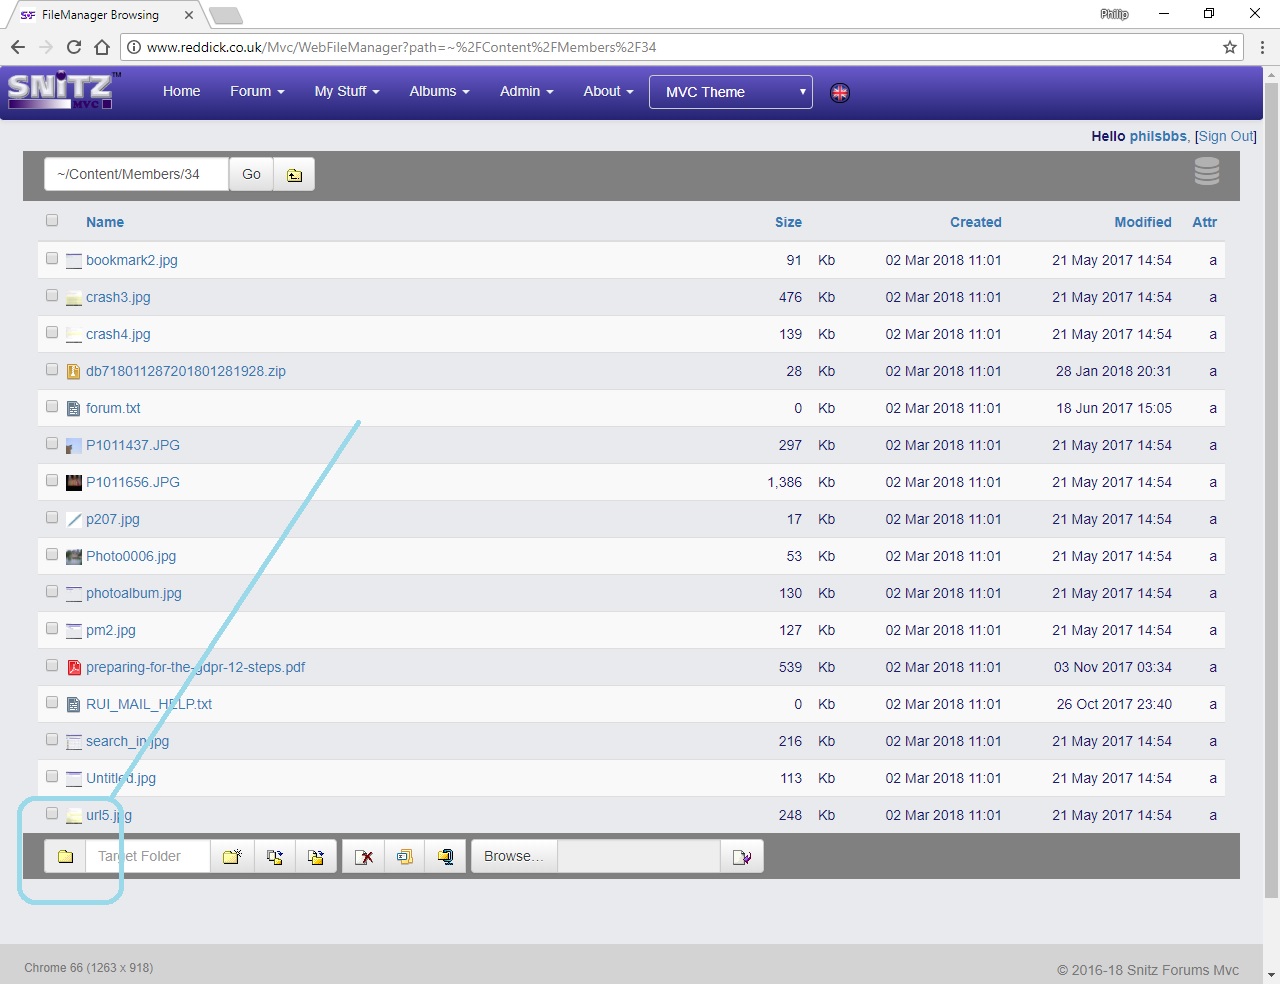 FileManager Browsing
Philip
www.reddick.co.uk/Mvc/WebFileManager?path=~%2FContent%2FMembers%2F34
SNiTZ™ MVC
Home Forum My Stuff Albums Admin About MVC Theme
Hello philsbbs, [Sign Out]
~/Content/Members/34 Go
Name Size Created Modified Attr
bookmark2.jpg 91 Kb 02 Mar 2018 11:01 21 May 2017 14:54 a
crash3.jpg 476 Kb 02 Mar 2018 11:01 21 May 2017 14:54 a
crash4.jpg 139 Kb 02 Mar 2018 11:01 21 May 2017 14:54 a
db718011287201801281928.zip 28 Kb 02 Mar 2018 11:01 28 Jan 2018 20:31 a
forum.txt 0 Kb 02 Mar 2018 11:01 18 Jun 2017 15:05 a
P1011437.JPG 297 Kb 02 Mar 2018 11:01 21 May 2017 14:54 a
P1011656.JPG 1,386 Kb 02 Mar 2018 11:01 21 May 2017 14:54 a
p207.jpg 17 Kb 02 Mar 2018 11:01 21 May 2017 14:54 a
Photo0006.jpg 53 Kb 02 Mar 2018 11:01 21 May 2017 14:54 a
photoalbum.jpg 130 Kb 02 Mar 2018 11:01 21 May 2017 14:54 a
pm2.jpg 127 Kb 02 Mar 2018 11:01 21 May 2017 14:54 a
preparing-for-the-gdpr-12-steps.pdf 539 Kb 02 Mar 2018 11:01 03 Nov 2017 03:34 a
RUI_MAIL_HELP.txt 0 Kb 02 Mar 2018 11:01 26 Oct 2017 23:40 a
search_in.jpg 216 Kb 02 Mar 2018 11:01 21 May 2017 14:54 a
Untitled.jpg 113 Kb 02 Mar 2018 11:01 21 May 2017 14:54 a
url5.jpg 248 Kb 02 Mar 2018 11:01 21 May 2017 14:54 a
Target Folder Browse...
Chrome 66 (1263 x 918)
© 2016-18 Snitz Forums Mvc